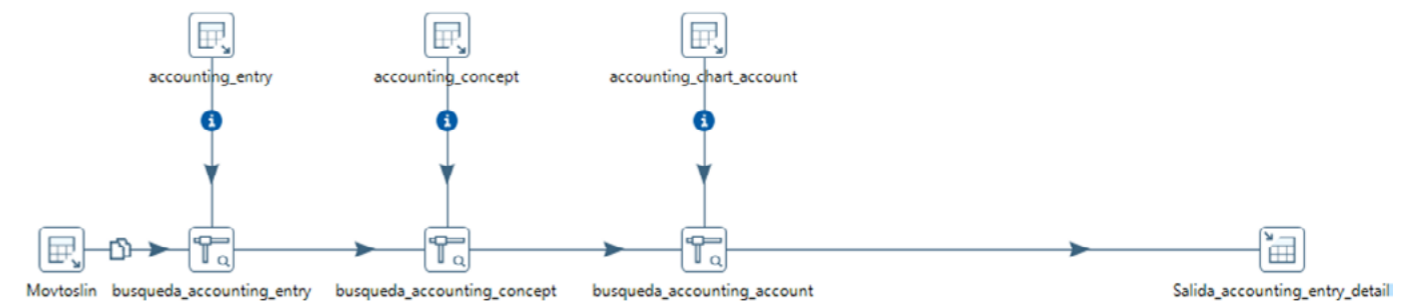 accounting_entry
accounting_concept
accounting_chart_account
Movtoslin
busqueda_accounting_entry
busqueda_accounting_concept
busqueda_accounting_account
Salida_accounting_entry_detail